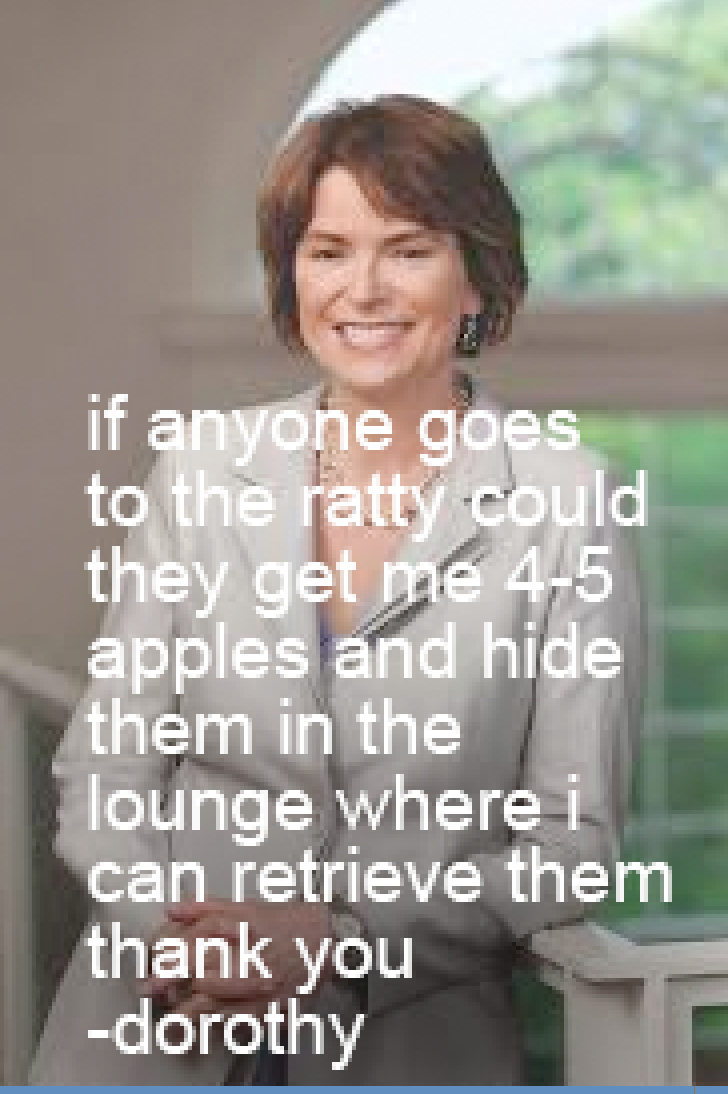 if anyone goes
to the ratty could
they get me 4-5
apples and hide
them in the
lounge where i
can retrieve them
thank you
-dorothy